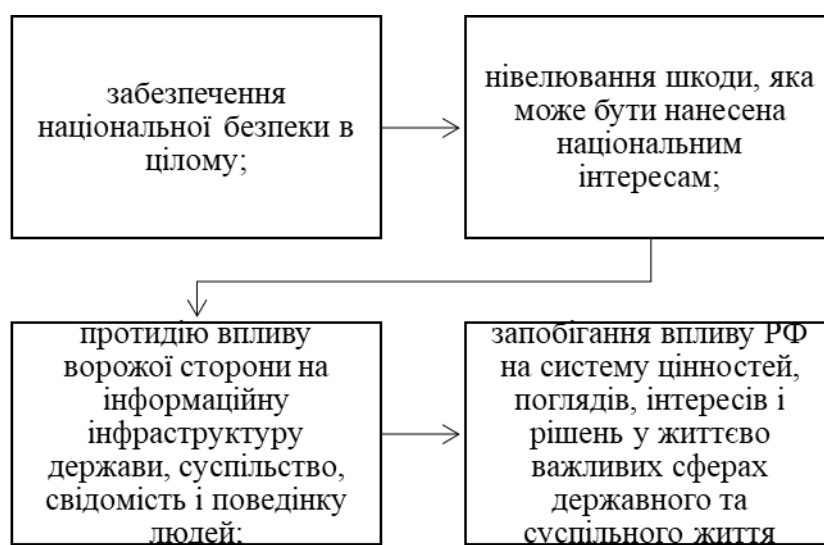 забезпечення
національної безпеки в
цілому;
нівелювання шкоди, яка
може бути нанесена
національним
інтересам;
протидію впливу
ворожої сторони на
інформаційну
інфраструктуру
держави, суспільство,
свідомість і поведінку
людей;
запобігання впливу РФ
на систему цінностей,
поглядів, інтересів і
рішень у життєво
важливих сферах
державного та
суспільного життя